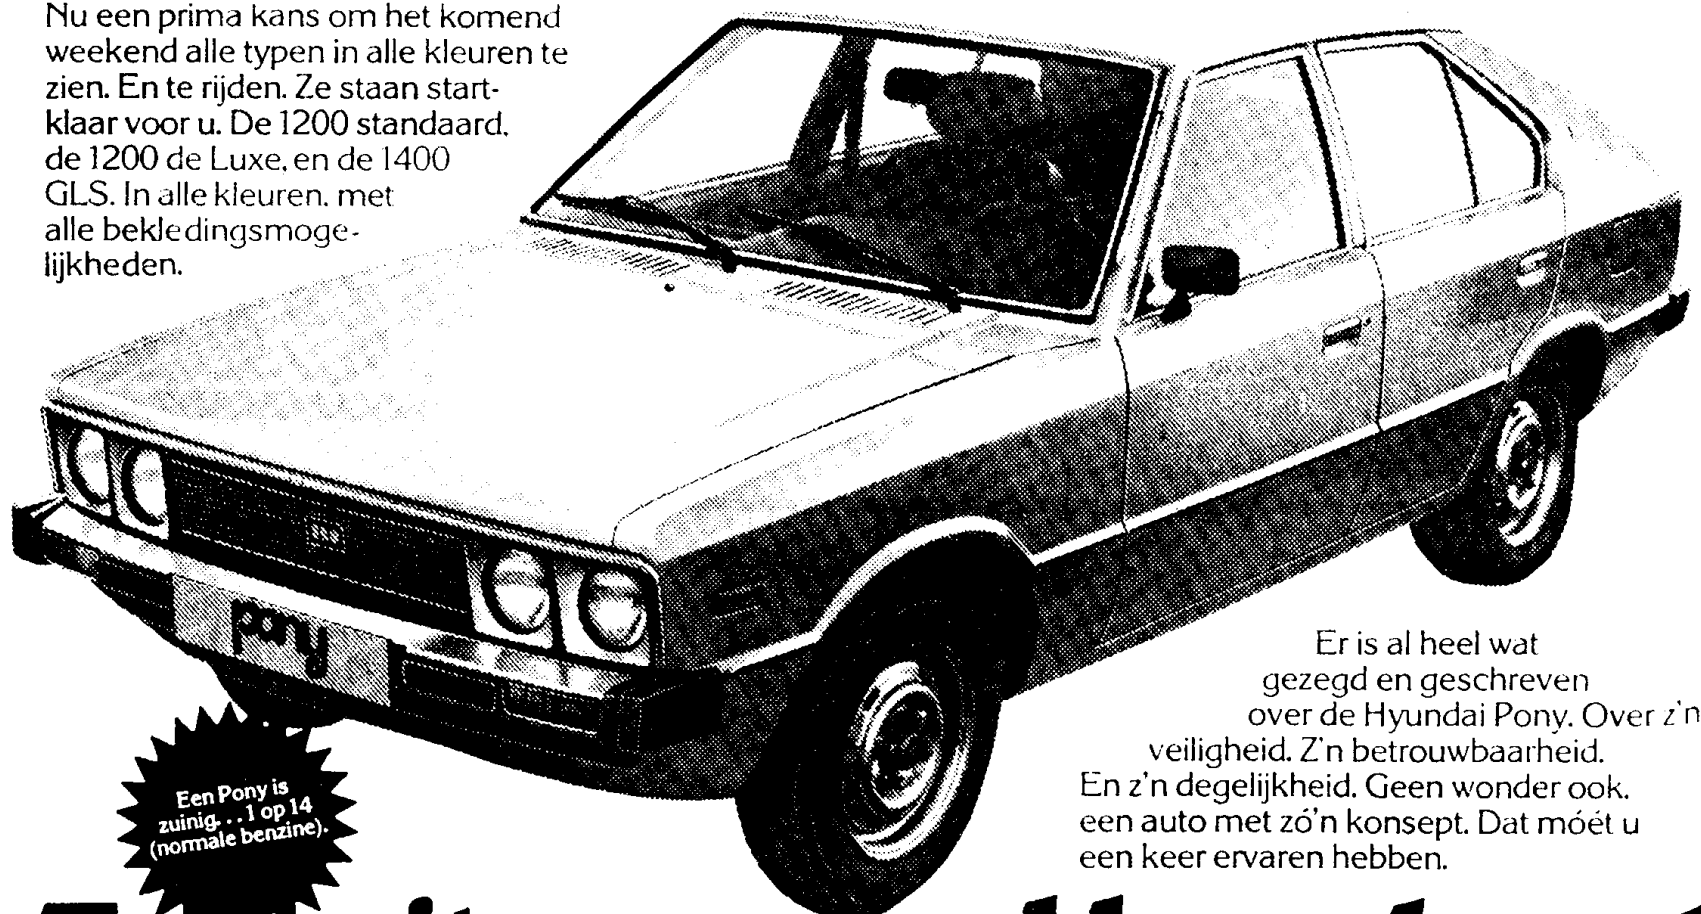 Nu een prima kans om het komend
weekend alle typen in alle kleuren te
zien. En te rijden. Ze staan start-
klaar voor u. De 1200 standaard,
de 1200 de Luxe, en de 1400
GLS. In alle kleuren. met
alle bekledingsmoge-
lijkheden.
pony
Er is al heel wat
gezegd en geschreven
over de Hyundai Pony. Over z'n
veiligheid. Z'n betrouwbaarheid.
En z'n degelijkheid. Geen wonder ook.
een auto met zó'n konsept. Dat móét u
een keer ervaren hebben.
Een Pony is
zuinig...1 op 14
(normale benzine).